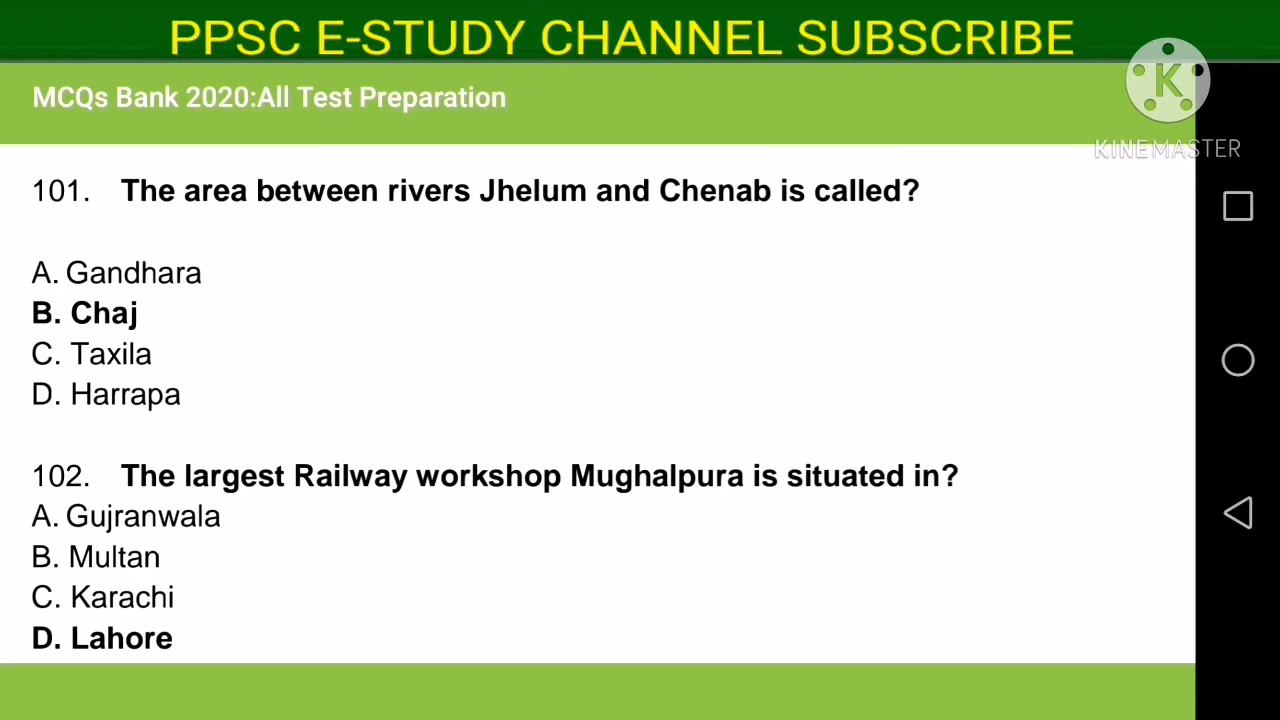 PPSC E-STUDY CHANNEL SUBSCRIBE
MCQs Bank 2020:All Test Preparation
K
KINEMASTER
101. The area between rivers Jhelum and Chenab is called?
A. Gandhara
B. Chaj
C. Taxila
D. Harrapa
102. The largest Railway workshop Mughalpura is situated in?
A. Gujranwala
B. Multan
C. Karachi
D. Lahore